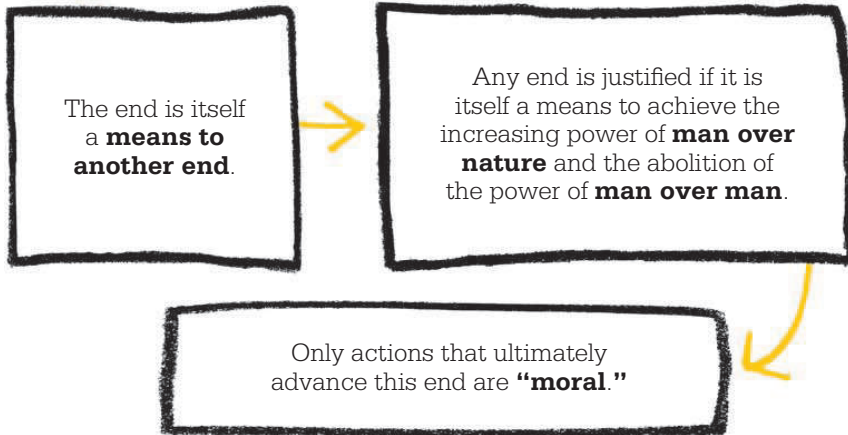 The end is itself
a means to
another end.
Any end is justified if it is
itself a means to achieve the
increasing power of man over
nature and the abolition of
the power of man over man.
Only actions that ultimately
advance this end are “moral.”